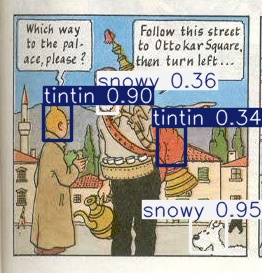 Which way
to the pal-
ace, please?
Follow this street
to Ottokar Square,
then turn left...
snowy 0.36
tintin 0.90
tintin 0.34
snowy 0.95